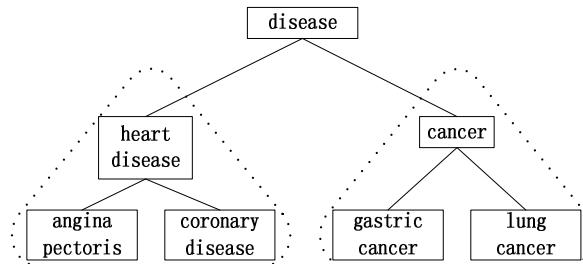 disease
heart
disease
cancer
angina
pectoris
coronary
disease
gastric
cancer
lung
cancer